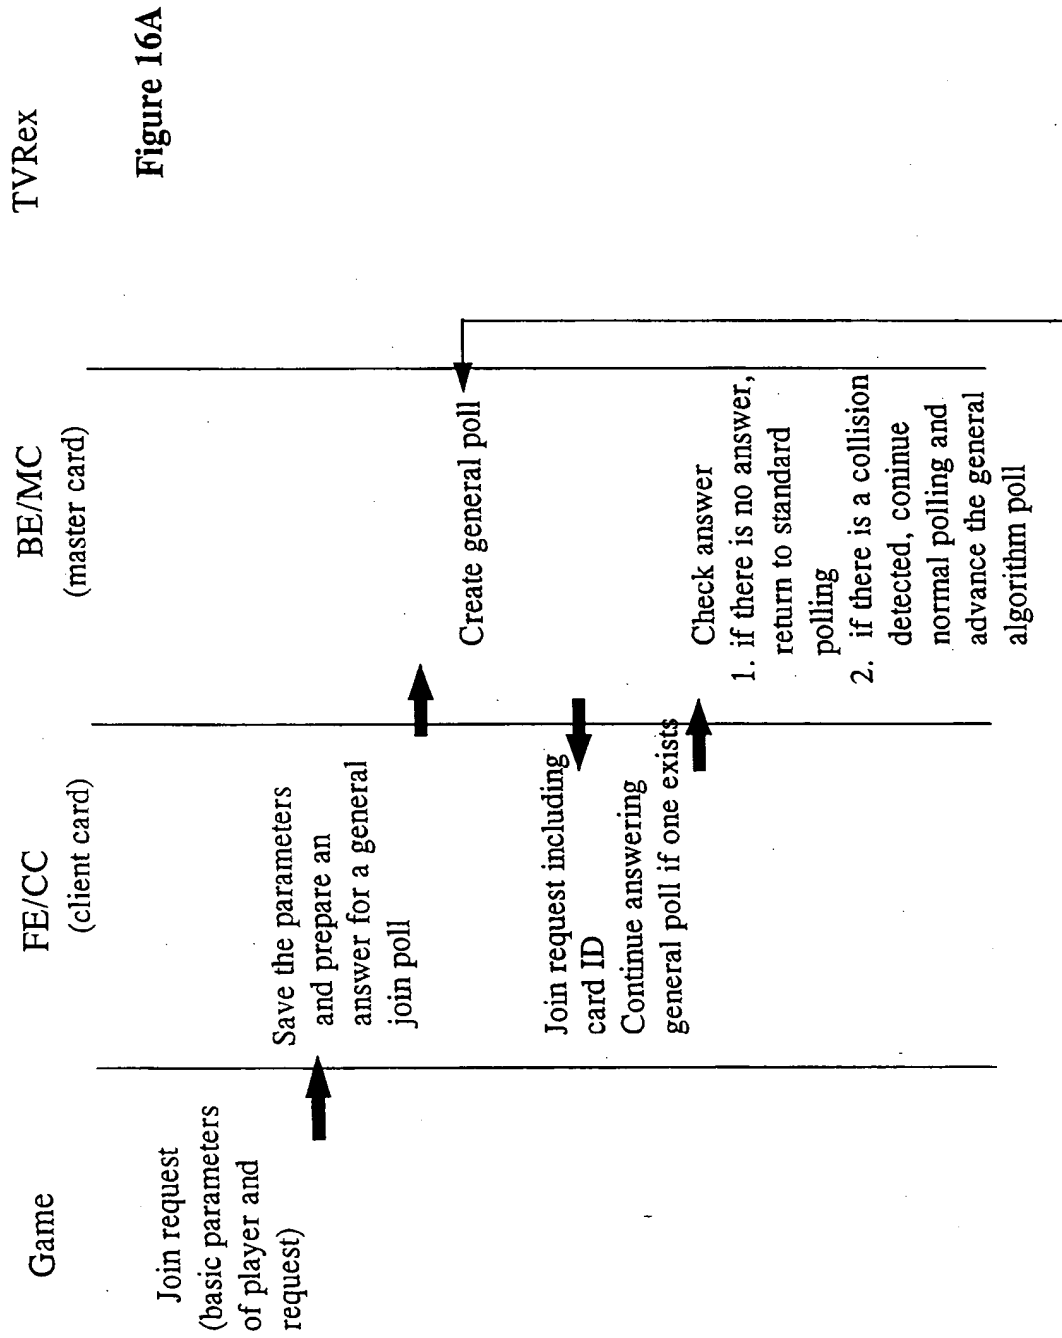 Game
FE/CC
(client card)
BE/MC
(master card)
TVRex
Figure 16A
Join request
(basic parameters
of player and
request)
Save the parameters
and prepare an
answer for a general
join poll
Create general poll
Join request including
card ID
Continue answering
general poll if one exists
Check answer
1. if there is no answer,
return to standard
polling
2. if there is a collision
detected, coninue
normal polling and
advance the general
algorithm poll